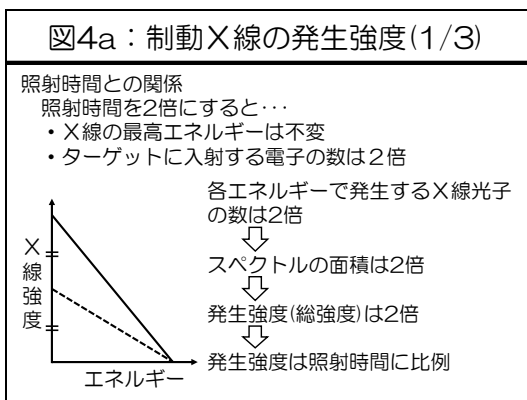 図4a：制動X線の発生強度(1/3)
照射時間との関係
照射時間を2倍にすると･･･
・X線の最高エネルギーは不変
・ターゲットに入射する電子の数は２倍
各エネルギーで発生するX線光子
の数は2倍
スペクトルの面積は2倍
発生強度(総強度)は2倍
発生強度は照射時間に比例
X線強度
エネルギー